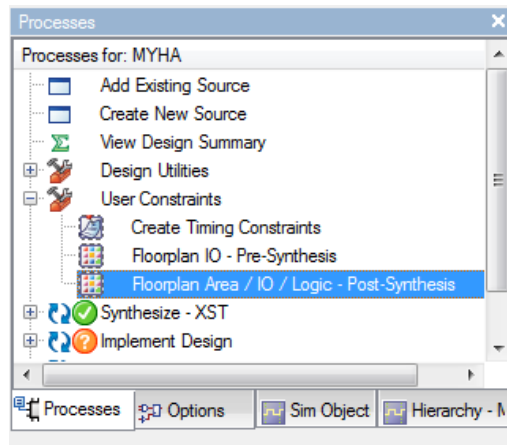 Processes
Processes for: MYHA
Add Existing Source
Create New Source
View Design Summary
Design Utilities
User Constraints
Create Timing Constraints
Floorplan IO - Pre-Synthesis
Floorplan Area / IO / Logic - Post-Synthesis
Synthesize - XST
Implement Design
Processes Options Sim Object Hierarchy -